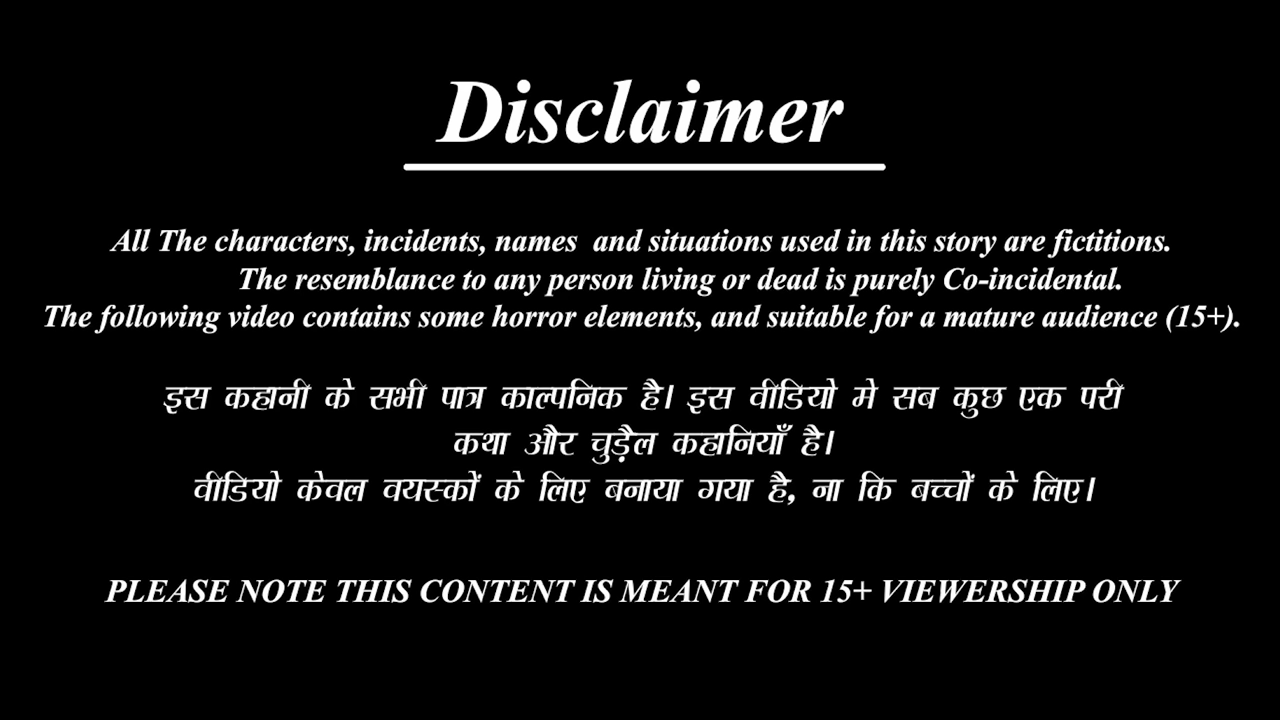 Disclaimer
All The characters, incidents, names and situations used in this story are fictitions.
The resemblance to any person living or dead is purely Co-incidental.
The following video contains some horror elements, and suitable for a mature audience (15+).
इस कहानी के सभी पात्र काल्पनिक है। इस वीडियो मे सब कुछ एक परी
कथा और चुड़ैल कहानियाँ है।
वीडियो केवल वयस्कों के लिए बनाया गया है, ना कि बच्चों के लिए।
PLEASE NOTE THIS CONTENT IS MEANT FOR 15+ VIEWERSHIP ONLY